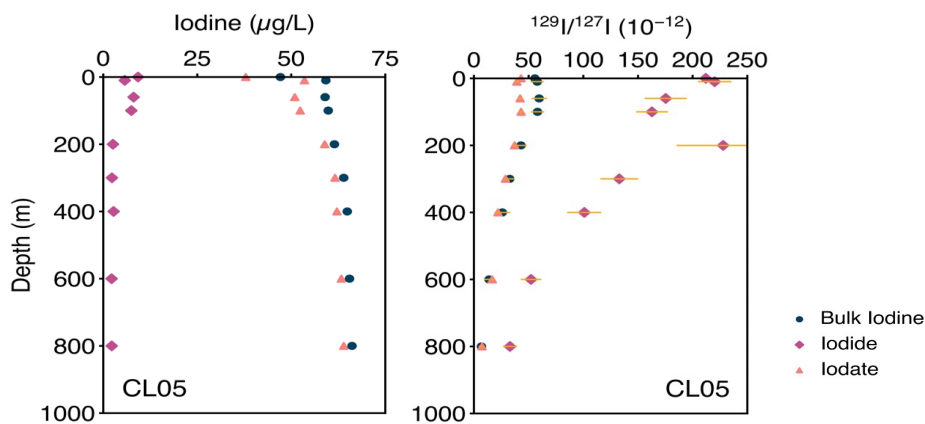 Iodine (µg/L)
0 25 50 75
0
200
400
600
800
1000
Depth (m)
CL05
¹²⁹I/¹²⁷I (10⁻¹²)
0 50 100 150 200 250
0
200
400
600
800
1000
CL05
Bulk Iodine
Iodide
Iodate